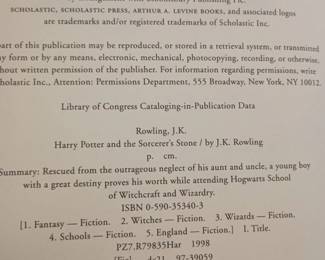 SCHOLASTIC, SCHOLASTIC PRESS, ARTHUR A. LEVINE BOOKS, and associated logos
are trademarks and/or registered trademarks of Scholastic Inc.
part of this publication may be reproduced, or stored in a retrieval system, or transmitted
ny form or by any means, electronic, mechanical, photocopying, recording, or otherwise,
hout written permission of the publisher. For information regarding permissions, write
holastic Inc., Attention: Permissions Department, 555 Broadway, New York, NY 10012.
Library of Congress Cataloging-in-Publication Data
Rowling, J.K.
Harry Potter and the Sorcerer's Stone / by J.K. Rowling
p. cm.
Summary: Rescued from the outrageous neglect of his aunt and uncle, a young boy
with a great destiny proves his worth while attending Hogwarts School
of Witchcraft and Wizardry.
ISBN 0-590-35340-3
[1. Fantasy — Fiction. 2. Witches — Fiction. 3. Wizards — Fiction.
4. Schools — Fiction. 5. England — Fiction.] I. Title.
PZ7.R79835Har 1998
97-39059